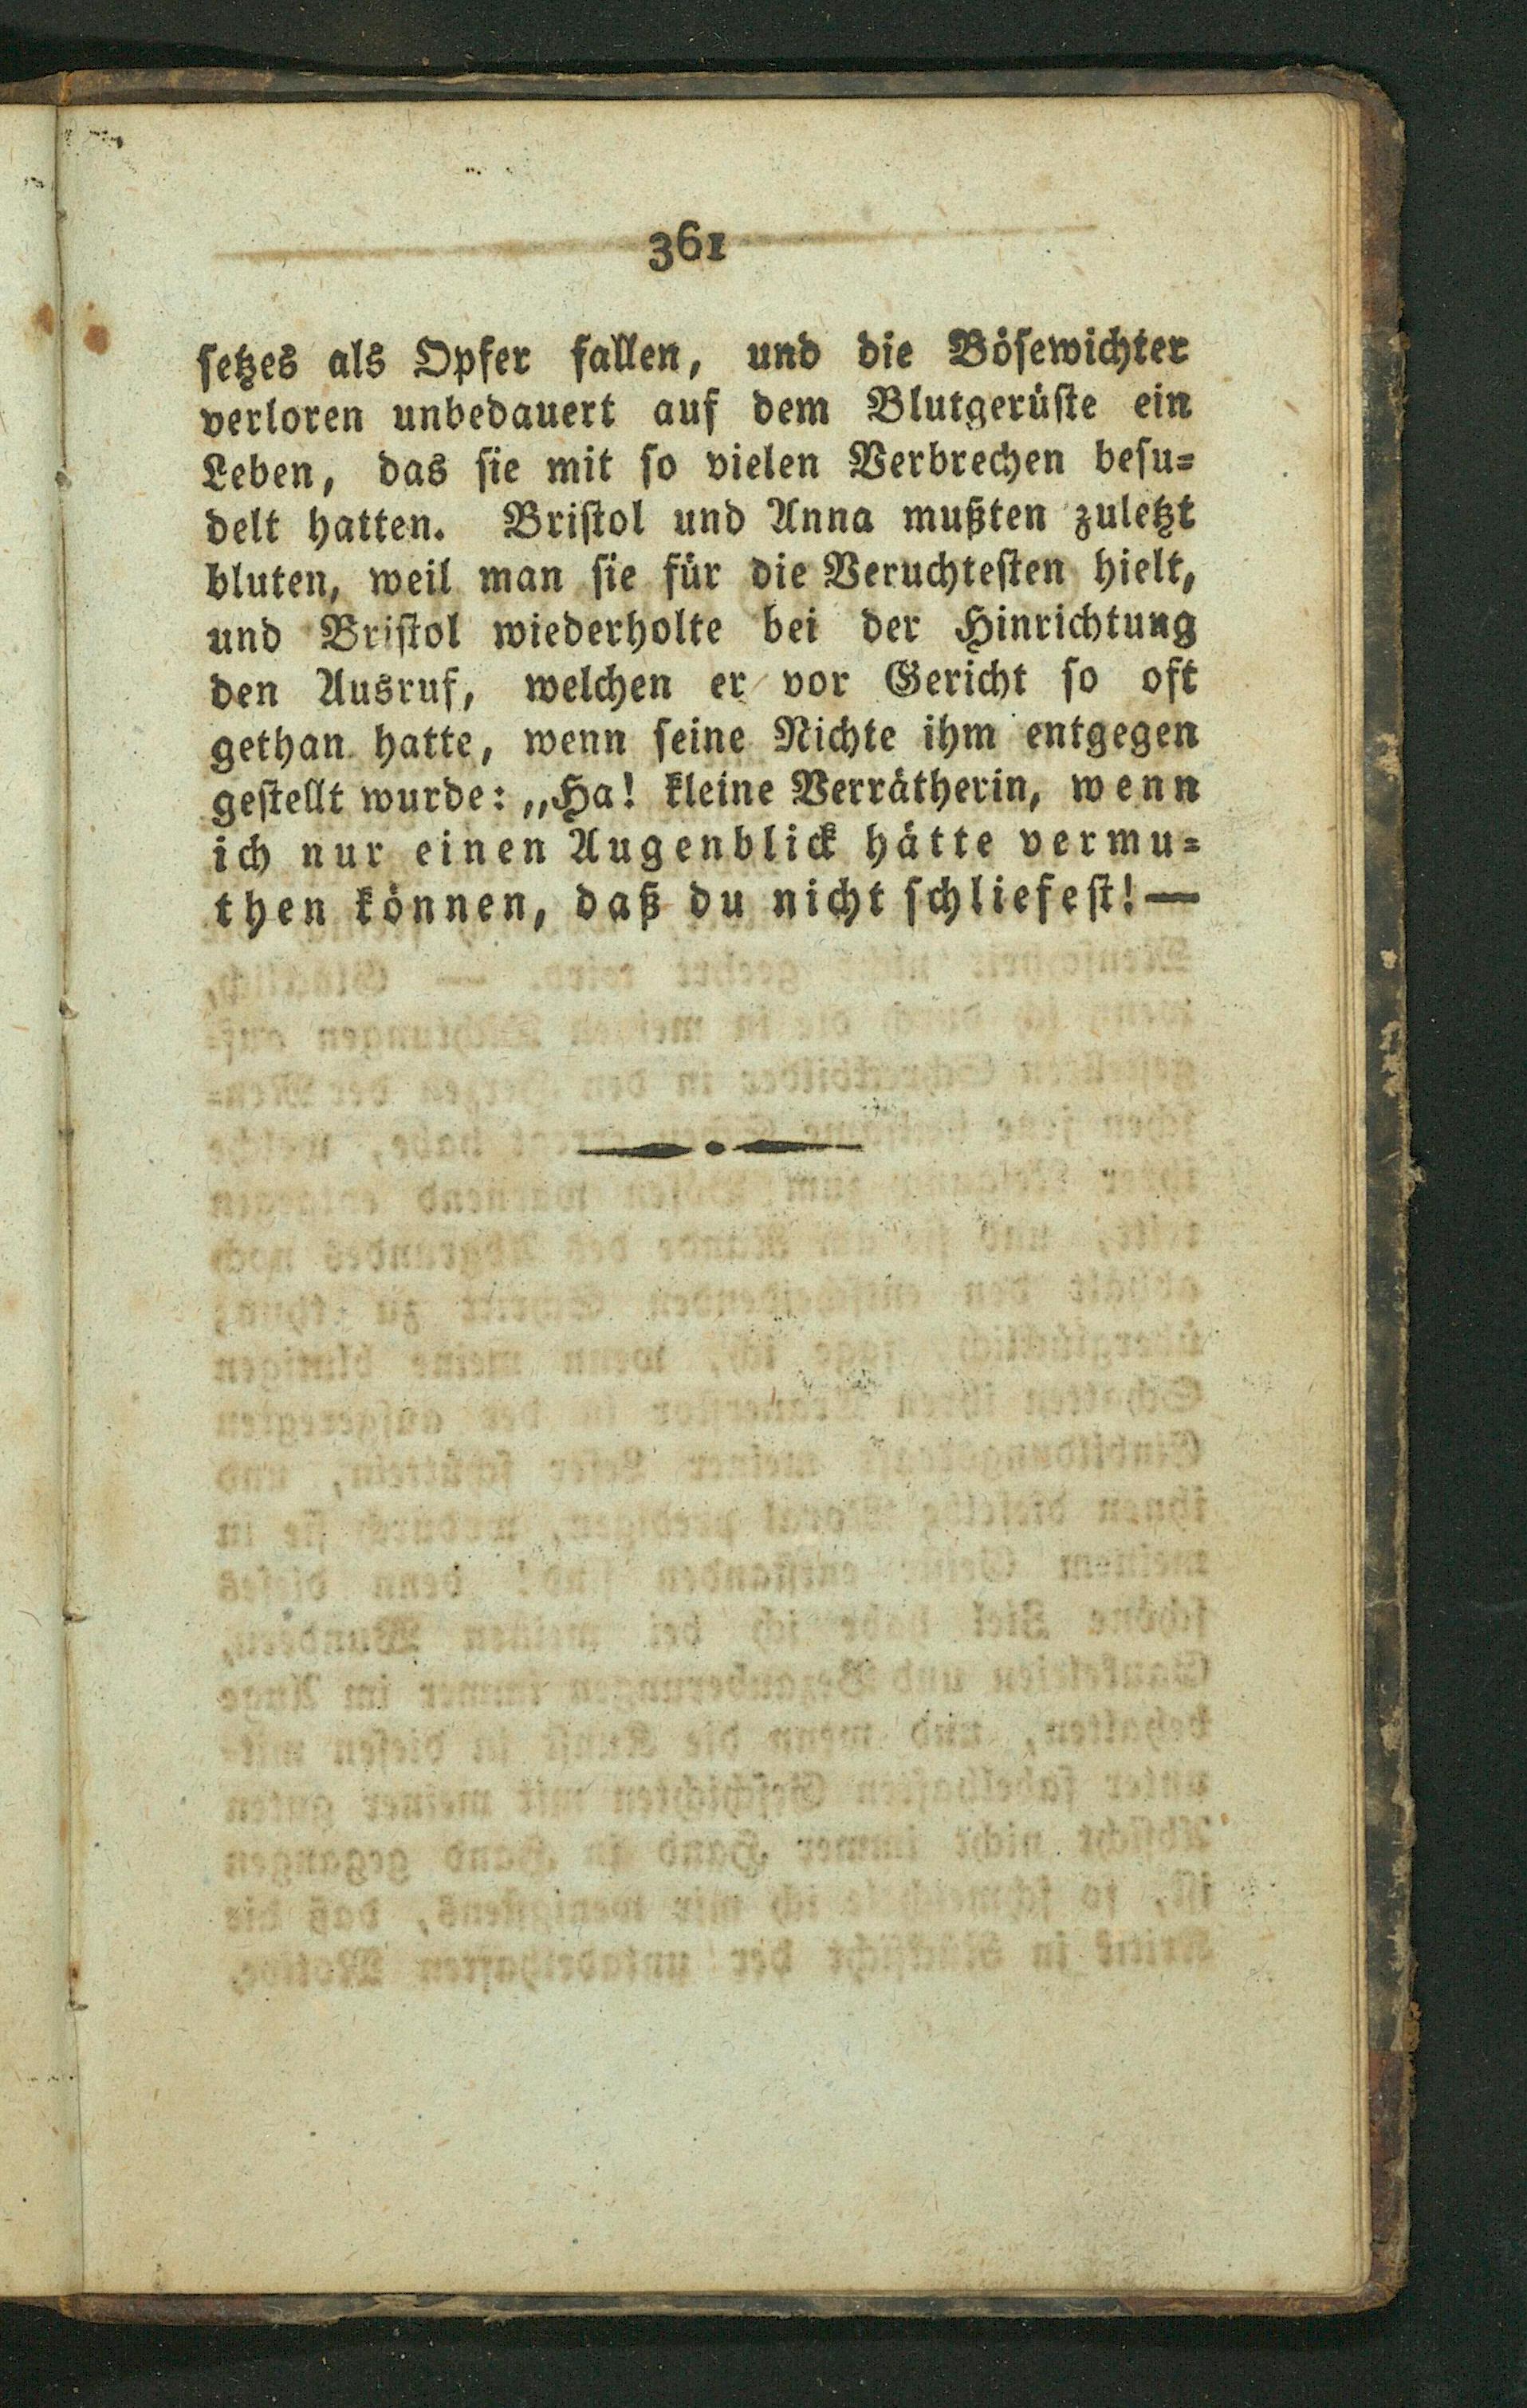 361
setzes als Opfer fallen, und die Bösewichter
verloren unbedauert auf dem Blutgerüste ein
Leben, das sie mit so vielen Verbrechen besu=
delt hatten. Bristol und Anna mußten zuletzt
bluten, weil man sie für die Veruchtesten hielt,
und Bristol wiederholte bei der Hinrichtung
den Ausruf, welchen er vor Gericht so oft
gethan hatte, wenn seine Nichte ihm entgegen
gestellt wurde: „Ha! kleine Verrätherin, wenn
ich nur einen Augenblick hätte vermu=
then können, daß du nicht schliefest! —